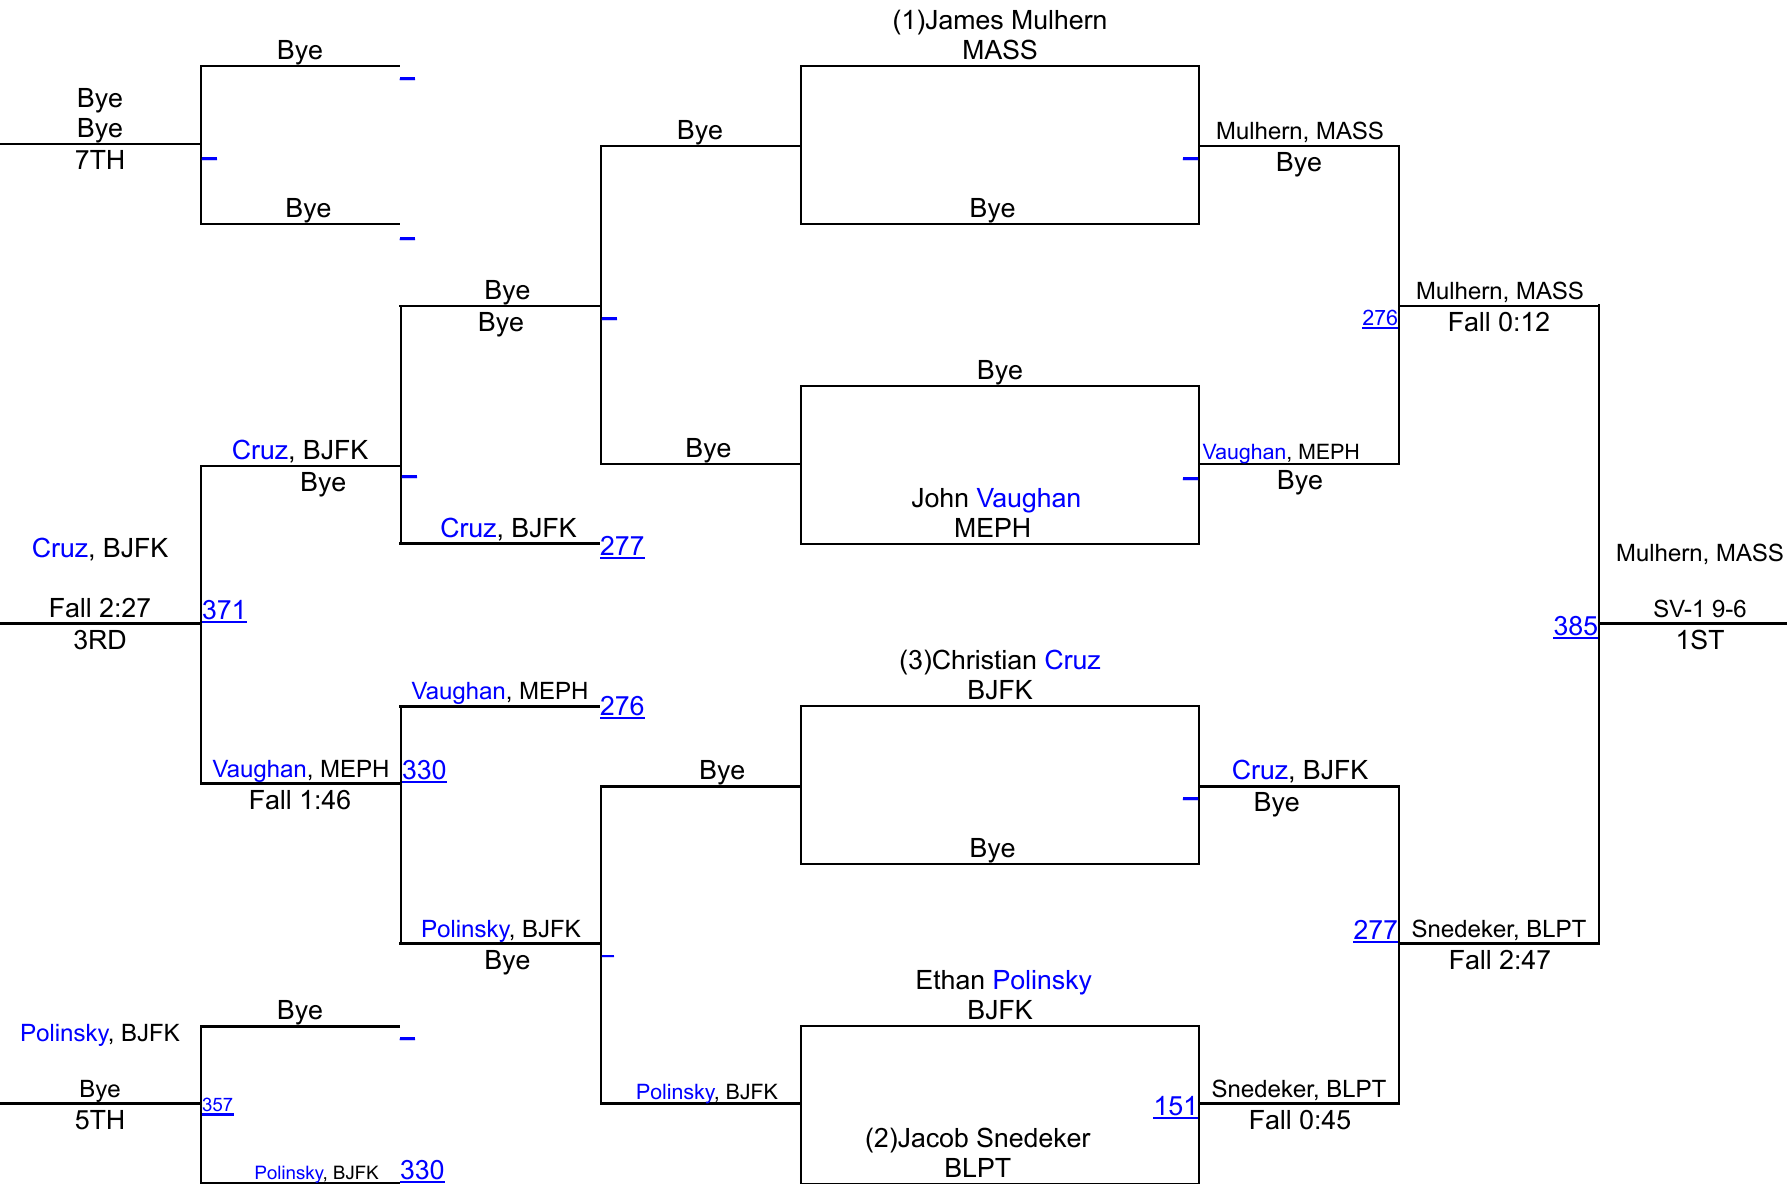 (1)James Mulhern
MASS
Bye
Bye
Bye
7TH
Bye
Bye
Mulhern, MASS
Bye
Bye
Bye
Bye
Bye
Mulhern, MASS
276
Fall 0:12
Bye
Cruz, BJFK
Bye
Bye
Vaughan, MEPH
Bye
John Vaughan
MEPH
Cruz, BJFK
277
Cruz, BJFK
Fall 2:27
371
3RD
Mulhern, MASS
SV-1 9-6
385
1ST
(3)Christian Cruz
BJFK
Vaughan, MEPH
276
Vaughan, MEPH
330
Fall 1:46
Bye
Cruz, BJFK
Bye
Bye
Polinsky, BJFK
Bye
277
Snedeker, BLPT
Fall 2:47
Ethan Polinsky
BJFK
Bye
Polinsky, BJFK
Bye
357
5TH
Polinsky, BJFK
151
Snedeker, BLPT
Fall 0:45
(2)Jacob Snedeker
BLPT
Polinsky, BJFK
330